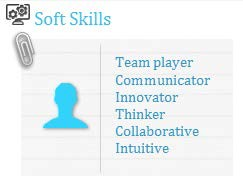 Soft Skills
Team player
Communicator
Innovator
Thinker
Collaborative
Intuitive